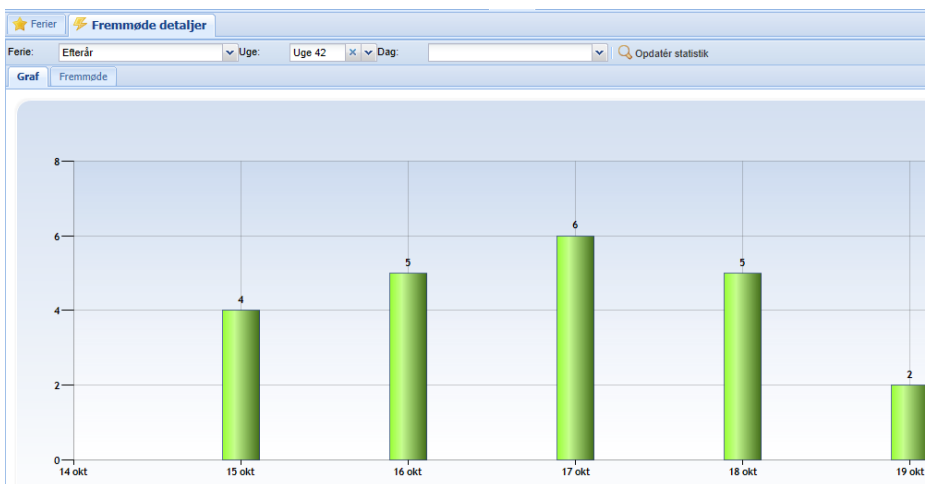 Ferier Fremmøde detaljer
Ferie: Efterår Uge: Uge 42 Dag: Opdatér statistik
Graf Fremmøde
8
6
6
5 5
4
4
2
2
0
14 okt 15 okt 16 okt 17 okt 18 okt 19 okt